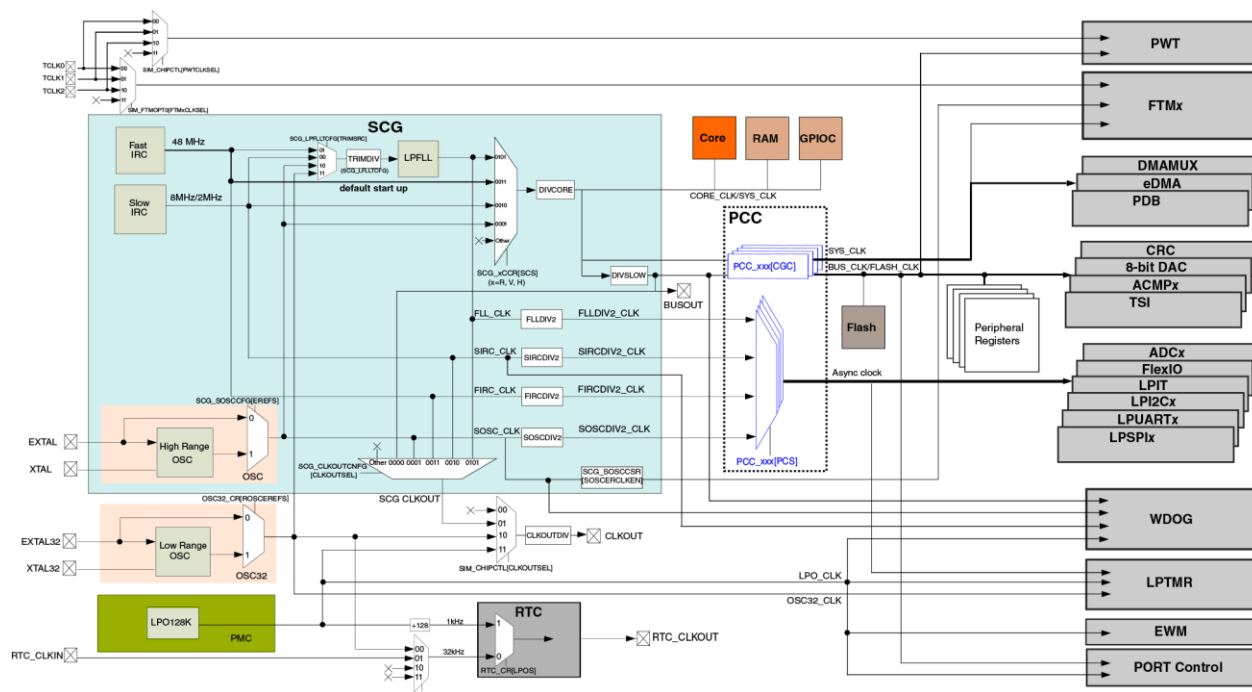 TCLK0
TCLK1
TCLK2
00
01
10
11
SIM_CHIPCTL[PWTCLKSEL]
00
01
10
11
SIM_FTMOPT0[FTMxCLKSEL]
PWT
FTMx
SCG
Fast
IRC
48 MHz
SCG_LPFLLTCFG[TRIMSRC]
01
00
10
11
TRIMDIV
(SCG_LPLLTCFG)
LPFLL
default start up
Slow
IRC
8MHz/2MHz
0101
0011
0010
0001
Other
SCG_xCCR[SCS]
(x=R, V, H)
DIVCORE
DIVSLOW
Core
RAM
GPIOC
CORE_CLK/SYS_CLK
PCC
PCC_xxx[CGC]
SYS_CLK
BUS_CLK/FLASH_CLK
BUSOUT
Flash
Peripheral
Registers
DMAMUX
eDMA
PDB
CRC
8-bit DAC
ACMPx
TSI
FLL_CLK
FLLDIV2
FLLDIV2_CLK
SIRC_CLK
SIRCDIV2
SIRCDIV2_CLK
FIRC_CLK
FIRCDIV2
FIRCDIV2_CLK
SOSC_CLK
SOSCDIV2
SOSCDIV2_CLK
Async clock
PCC_xxx[PCS]
ADCx
FlexIO
LPIT
LPI2Cx
LPUARTx
LPSPIx
SCG_SOSCCFG[EREFS]
EXTAL
XTAL
High Range
OSC
0
1
OSC
Other 0000 0001 0011 0010 0101
SCG_CLKOUTCNFG
[CLKOUTSEL]
SCG CLKOUT
SCG_SOSCCSR
[SOSCERCLKEN]
OSC32_CR[ROSCEREFS]
EXTAL32
XTAL32
Low Range
OSC
0
1
OSC32
00
01
10
11
SIM_CHIPCTL[CLKOUTSEL]
CLKOUTDIV
CLKOUT
WDOG
LPO_CLK
OSC32_CLK
LPTMR
LPO128K
PMC
÷128
1kHz
RTC
1
0
RTC_CR[LPOS]
RTC_CLKOUT
RTC_CLKIN
00
01
10
11
32kHz
EWM
PORT Control